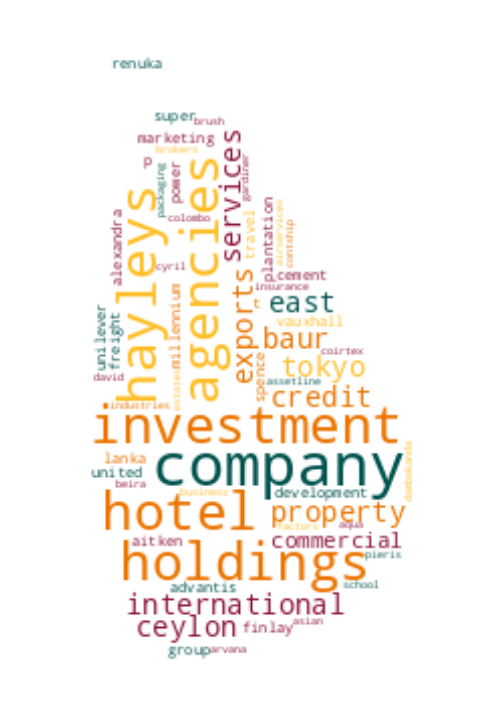 renuka
super
brush
marketing
brokers
p
packaging
power
services
gardiner
hayleys
agencies
colombo
alexandra
cyril
plantation
airservices
contship
travel
cement
insurance
unilever
freight
millennium
exports
t
east
vauxhall
baur
coirtex
david
estates
spence
tokyo
assetline
industries
credit
investment
lanka
company
united
beira
business
development
dambakanda
hotel
property
factors
aqua
aitken
commercial
holdings
pieris
advantis
school
international
ceylon
finlay
asian
group
arvana